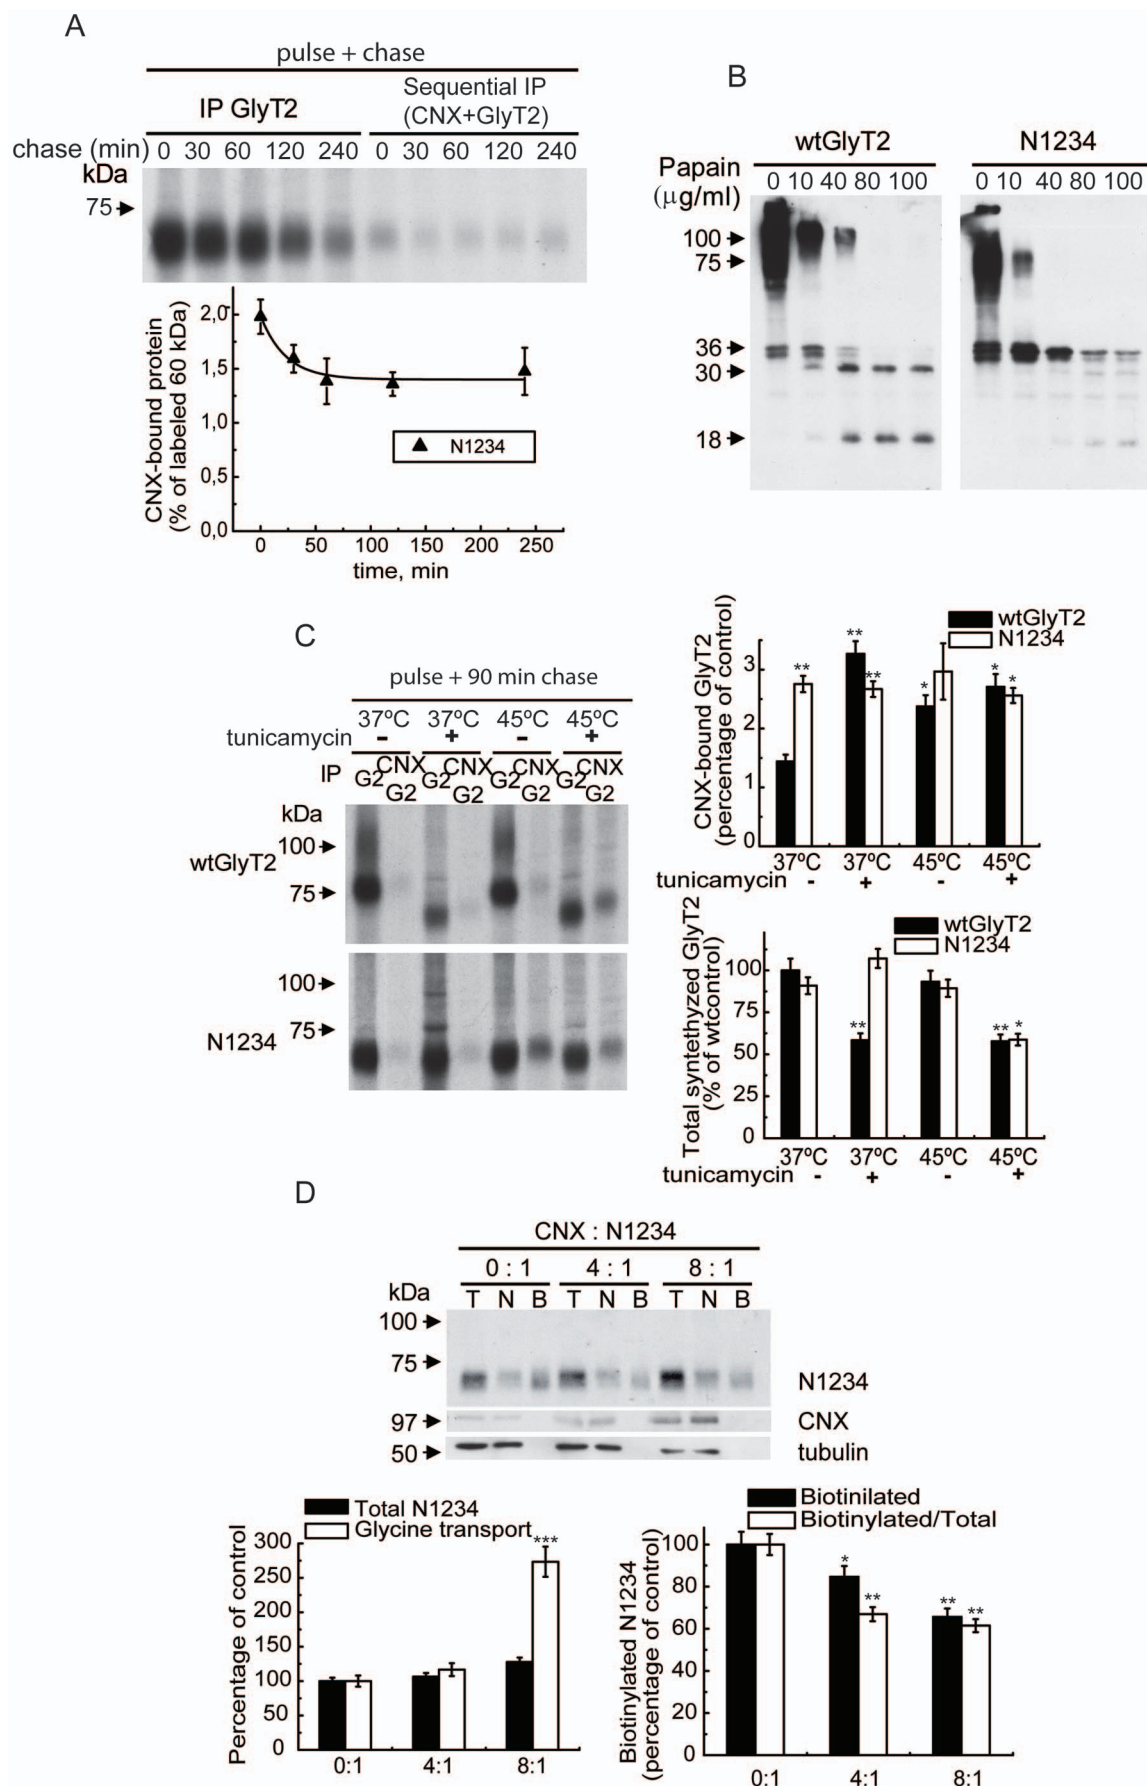 A
pulse + chase
IP GlyT2
Sequential IP
(CNX+GlyT2)
chase (min) 0 30 60 120 240 0 30 60 120 240
kDa
75
CNX-bound protein
(% of labeled 60 kDa)
2,0
1,5
1,0
0,5
0,0
N1234
0 50 100 150 200 250
time, min
B
wtGlyT2 N1234
Papain
(μg/ml)
0 10 40 80 100 0 10 40 80 100
100
75
36
30
18
C
pulse + 90 min chase
37ºC 37ºC 45ºC 45ºC
tunicamycin - + - +
IP G2 CNX G2 G2 CNX G2 G2 CNX G2 G2 CNX G2
kDa
100
wtGlyT2
75
100
75
N1234
wtGlyT2
N1234
CNX-bound GlyT2
(percentage of control)
3
2
1
0
** ** ** * * *
37ºC 37ºC 45ºC 45ºC
tunicamycin - + - +
wtGlyT2
N1234
Total syntethyzed GlyT2
(% of wtcontrol)
100
75
50
25
0
** ** *
37ºC 37ºC 45ºC 45ºC
tunicamycin - + - +
D
CNX : N1234
0 : 1 4 : 1 8 : 1
kDa T N B T N B T N B
100
75
N1234
97 CNX
50 tubulin
Total N1234
Glycine transport
Percentage of control
300
250
200
150
100
50
0
***
0:1 4:1 8:1
Biotinilated
Biotinylated/Total
Biotinylated N1234
(percentage of control)
100
80
60
40
20
0
* ** ** **
0:1 4:1 8:1